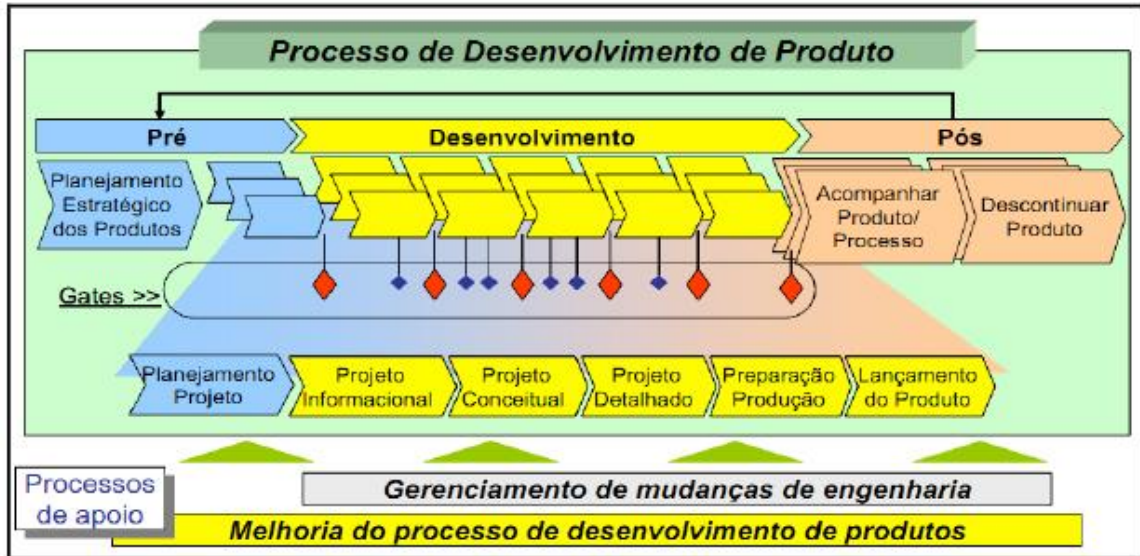 Processo de Desenvolvimento de Produto
Pré
Desenvolvimento
Pós
Planejamento
Estratégico
dos Produtos
Acompanhar
Produto/
Processo
Descontinuar
Produto
Gates >>
Planejamento
Projeto
Projeto
Informacional
Projeto
Conceitual
Projeto
Detalhado
Preparação
Produção
Lançamento
do Produto
Processos
de apoio
Gerenciamento de mudanças de engenharia
Melhoria do processo de desenvolvimento de produtos